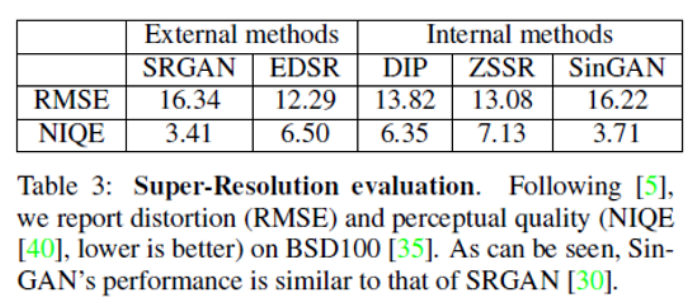 External methods Internal methods
SRGAN EDSR DIP ZSSR SinGAN
RMSE 16.34 12.29 13.82 13.08 16.22
NIQE 3.41 6.50 6.35 7.13 3.71
Table 3: Super-Resolution evaluation. Following [5],
we report distortion (RMSE) and perceptual quality (NIQE
[40], lower is better) on BSD100 [35]. As can be seen, Sin-
GAN's performance is similar to that of SRGAN [30].